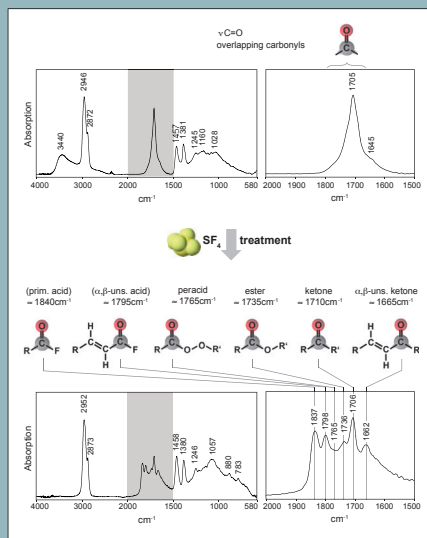 νC=O
overlapping carbonyls
O
C
Absorption
3440
2946
2872
1457
1381
1245
1160
1028
4000 3000 2000 1500 1000 580
cm⁻¹
1705
1645
2000 1900 1800 1700 1600 1500
cm⁻¹
SF₄ treatment
(prim. acid) (α,β-uns. acid) peracid ester ketone α,β-uns. ketone
≈ 1840cm⁻¹ ≈ 1795cm⁻¹ ≈ 1765cm⁻¹ ≈ 1735cm⁻¹ ≈ 1710cm⁻¹ ≈ 1665cm⁻¹
Absorption
2952
2873
1458
1380
1246
1057
880
783
4000 3000 2000 1500 1000 580
cm⁻¹
1837
1798
1765
1736
1706
1662
2000 1900 1800 1700 1600 1500
cm⁻¹